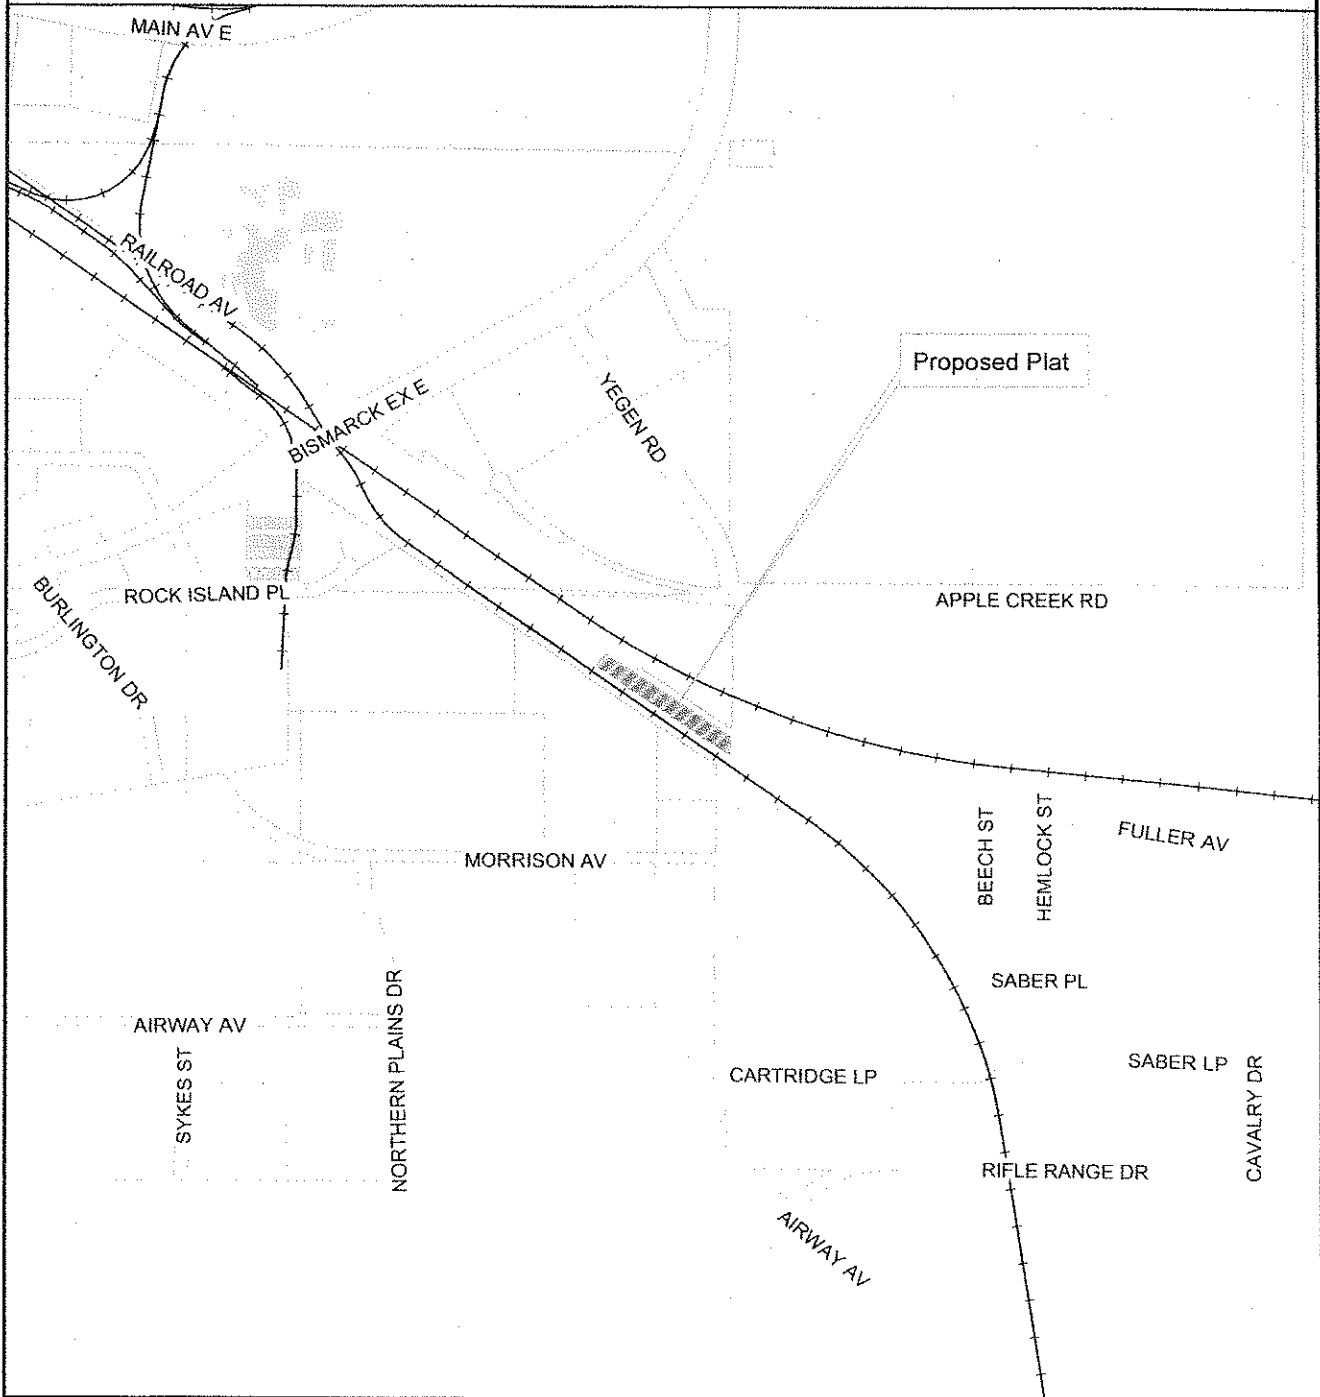 MAIN AV E
RAILROAD AV
Proposed Plat
BISMARCK EX E
YEGEN RD
BURLINGTON DR
ROCK ISLAND PL
APPLE CREEK RD
BEECH ST
HEMLOCK ST
FULLER AV
MORRISON AV
SABER PL
NORTHERN PLAINS DR
AIRWAY AV
SYKES ST
CARTRIDGE LP
SABER LP
CAVALRY DR
RIFLE RANGE DR
AIRWAY AV